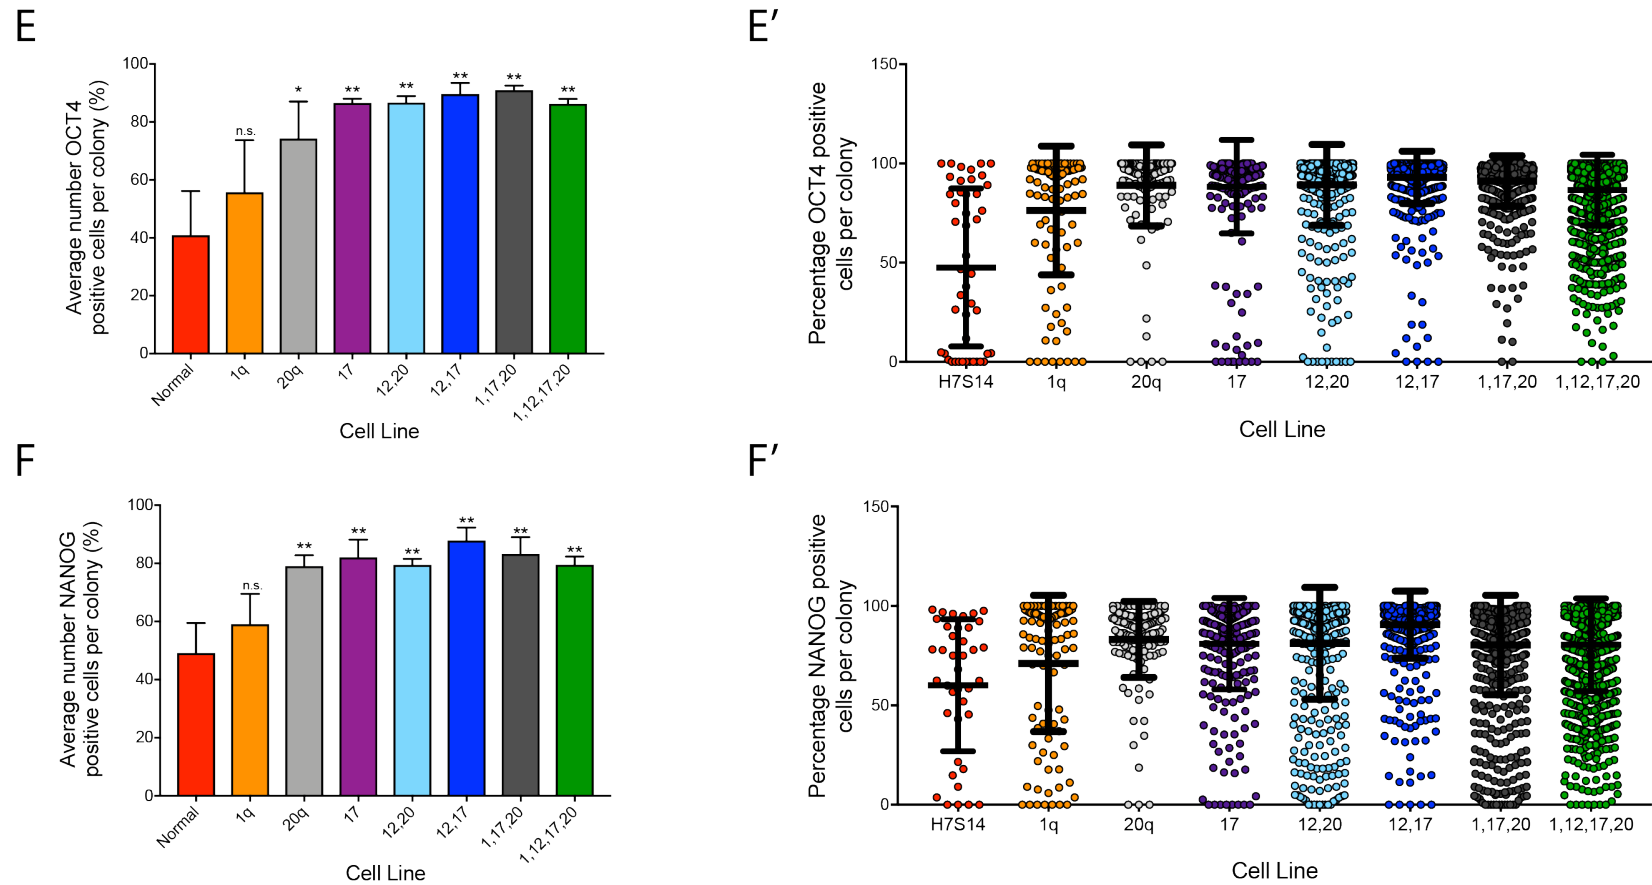 E
Average number OCT4
positive cells per colony (%)
100
80
60
40
20
0
n.s.
*
**
**
**
**
**
Normal
1q
20q
17
12,20
12,17
1,17,20
1,12,17,20
Cell Line
E'
Percentage OCT4 positive
cells per colony
150
100
50
0
H7S14
1q
20q
17
12,20
12,17
1,17,20
1,12,17,20
Cell Line
F
Average number NANOG
positive cells per colony (%)
100
80
60
40
20
0
n.s.
**
**
**
**
**
**
Normal
1q
20q
17
12,20
12,17
1,17,20
1,12,17,20
Cell Line
F'
Percentage NANOG positive
cells per colony
150
100
50
0
H7S14
1q
20q
17
12,20
12,17
1,17,20
1,12,17,20
Cell Line